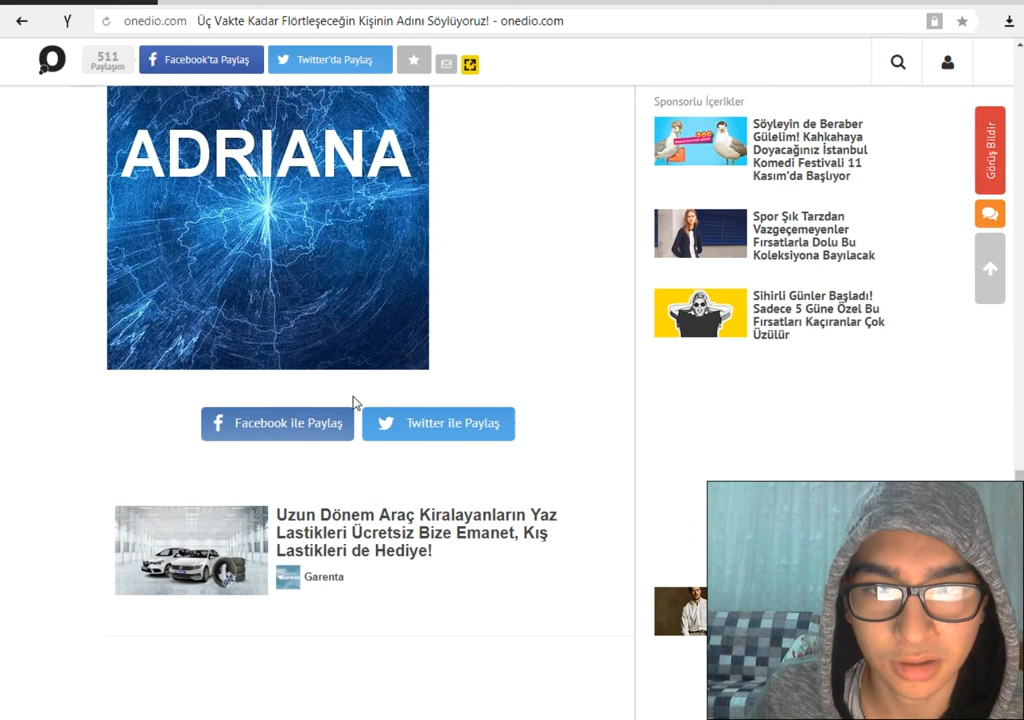 onedio.com Üç Vakte Kadar Flörtleşeceğin Kişinin Adını Söylüyoruz! - onedio.com
511
Paylaşım
Facebook'ta Paylaş
Twitter'da Paylaş
ADRIANA
Facebook ile Paylaş
Twitter ile Paylaş
Uzun Dönem Araç Kiralayanların Yaz
Lastikleri Ücretsiz Bize Emanet, Kış
Lastikleri de Hediye!
Garenta
Sponsorlu İçerikler
Söyleyin de Beraber
Gülelim! Kahkahaya
Doyacağınız İstanbul
Komedi Festivali 11
Kasım'da Başlıyor
Spor Şık Tarzdan
Vazgeçemeyenler
Fırsatlarla Dolu Bu
Koleksiyona Bayılacak
Sihirli Günler Başladı!
Sadece 5 Güne Özel Bu
Fırsatları Kaçıranlar Çok
Üzülür
Görüş Bildir